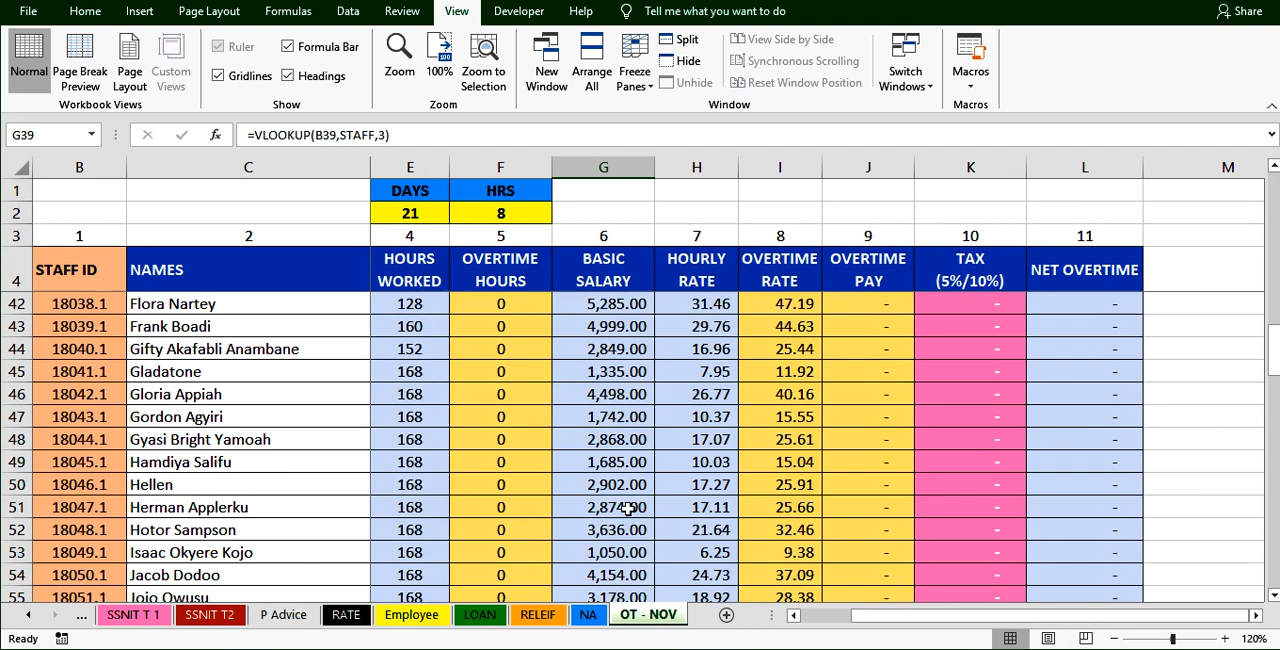 File Home Insert Page Layout Formulas Data Review View Developer Help Tell me what you want to do Share
Normal Page Break Preview Page Layout Custom Views Ruler Formula Bar Gridlines Headings Zoom 100% Zoom to Selection New Window Arrange All Freeze Panes Split Hide Unhide View Side by Side Synchronous Scrolling Reset Window Position Switch Windows Macros
Workbook Views Show Zoom Window Macros
G39 fx =VLOOKUP(B39,STAFF,3)
B C E F G H I J K L M
1 DAYS HRS
2 21 8
3 1 2 4 5 6 7 8 9 10 11
4 STAFF ID NAMES HOURS WORKED OVERTIME HOURS BASIC SALARY HOURLY RATE OVERTIME RATE OVERTIME PAY TAX (5%/10%) NET OVERTIME
42 18038.1 Flora Nartey 128 0 5,285.00 31.46 47.19 - - -
43 18039.1 Frank Boadi 160 0 4,999.00 29.76 44.63 - - -
44 18040.1 Gifty Akafabli Anambane 152 0 2,849.00 16.96 25.44 - - -
45 18041.1 Gladatone 168 0 1,335.00 7.95 11.92 - - -
46 18042.1 Gloria Appiah 168 0 4,498.00 26.77 40.16 - - -
47 18043.1 Gordon Agyiri 168 0 1,742.00 10.37 15.55 - - -
48 18044.1 Gyasi Bright Yamoah 168 0 2,868.00 17.07 25.61 - - -
49 18045.1 Hamdiya Salifu 168 0 1,685.00 10.03 15.04 - - -
50 18046.1 Hellen 168 0 2,902.00 17.27 25.91 - - -
51 18047.1 Herman Applerku 168 0 2,874.00 17.11 25.66 - - -
52 18048.1 Hotor Sampson 168 0 3,636.00 21.64 32.46 - - -
53 18049.1 Isaac Okyere Kojo 168 0 1,050.00 6.25 9.38 - - -
54 18050.1 Jacob Dodoo 168 0 4,154.00 24.73 37.09 - - -
55 18051.1 Jojo Owusu 168 0 3,178.00 18.92 28.38 - - -
... SSNIT T 1 SSNIT T2 P Advice RATE Employee LOAN RELEIF NA OT - NOV
Ready 120%